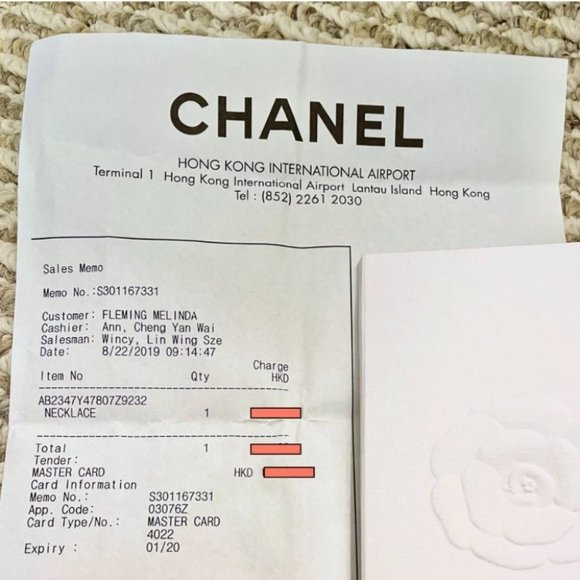 CHANEL
HONG KONG INTERNATIONAL AIRPORT
Terminal 1 Hong Kong International Airport Lantau Island Hong Kong
Tel : (852) 2261 2030
Sales Memo
Memo No.:S301167331
Customer: FLEMING MELINDA
Cashier: Ann, Cheng Yan Wai
Salesman: Wincy, Lin Wing Sze
Date: 8/22/2019 09:14:47
Charge
Item No Qty HKD
AB2347Y47807Z9232
NECKLACE 1
Total 1
Tender:
MASTER CARD HKD
Card Information
Memo No.: S301167331
App. Code: 03076Z
Card Type/No.: MASTER CARD
4022
Expiry : 01/20